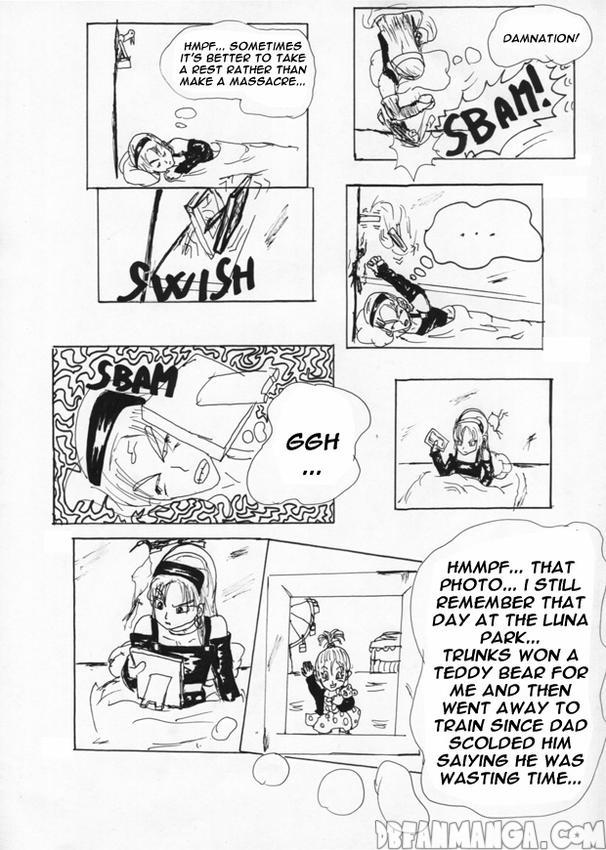 HMPF... SOMETIMES
IT'S BETTER TO TAKE
A REST RATHER THAN
MAKE A MASSACRE...
DAMNATION!
SBAM!
SWISH
...
SBAM
GGH
...
HMMPF... THAT
PHOTO... I STILL
REMEMBER THAT
DAY AT THE LUNA
PARK...
TRUNKS WON A
TEDDY BEAR FOR
ME AND THEN
WENT AWAY TO
TRAIN SINCE DAD
SCOLDED HIM
SAIYING HE WAS
WASTING TIME...
DBFANMANGA.COM